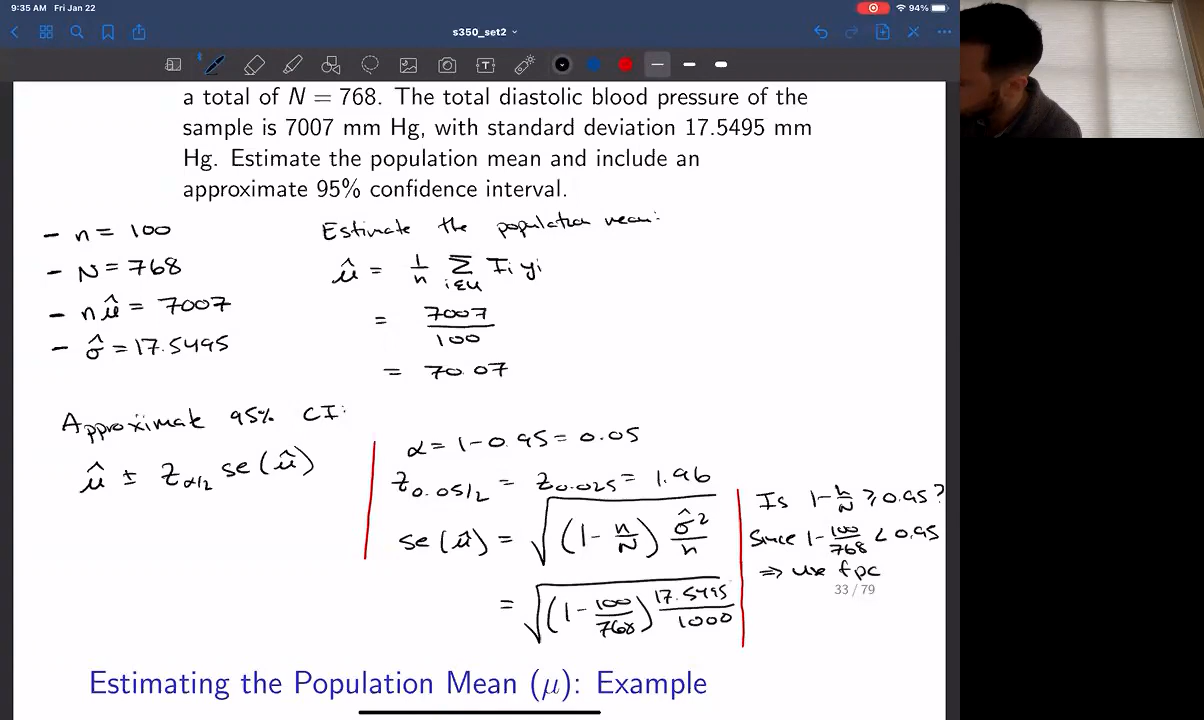 9:35 AM Fri Jan 22
94%
s350_set2
a total of N = 768. The total diastolic blood pressure of the
sample is 7007 mm Hg, with standard deviation 17.5495 mm
Hg. Estimate the population mean and include an
approximate 95% confidence interval.
- n = 100
- N = 768
- nμ̂ = 7007
- σ̂ = 17.5495
Estimate the population mean:
μ̂ = 1/n Σ_{i∈U} I_i y_i
= 7007/100
= 70.07
Approximate 95% CI:
μ̂ ± Z_{α/2} se(μ̂)
α = 1 - 0.95 = 0.05
Z_{0.05/2} = Z_{0.025} = 1.96
se(μ̂) = √((1 - n/N) σ̂²/n)
= √((1 - 100/768) 17.5495/1000)
Is 1 - n/N ≥ 0.95?
Since 1 - 100/768 < 0.95
⇒ use fpc
33 / 79
Estimating the Population Mean (μ): Example